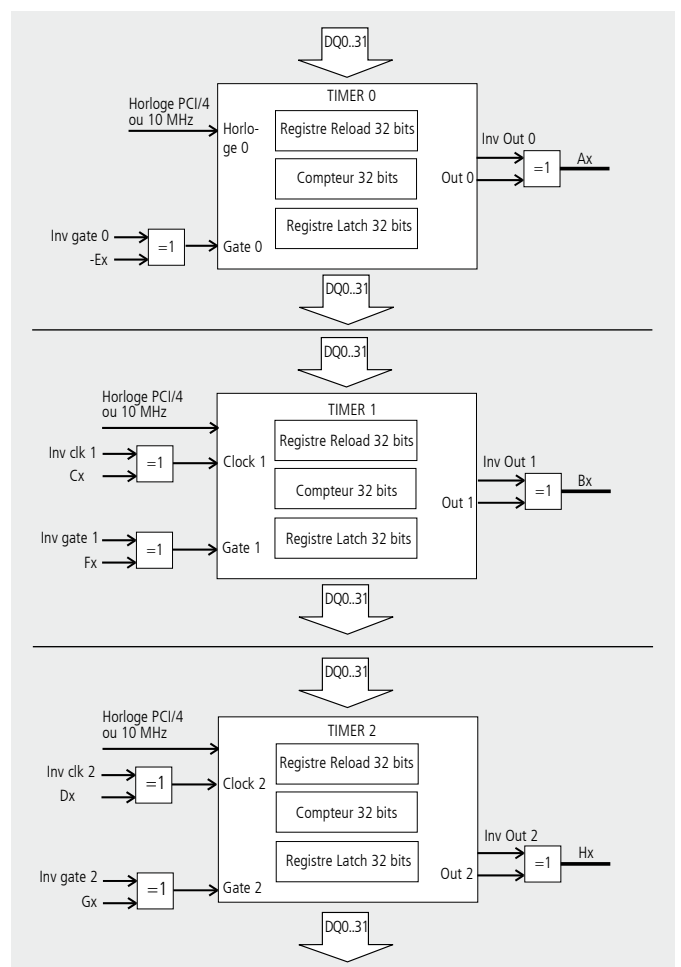 DQ0..31
TIMER 0
Horloge PCI/4
ou 10 MHz
Horlo-
ge 0
Registre Reload 32 bits
Compteur 32 bits
Registre Latch 32 bits
Inv Out 0
Out 0
=1
Ax
Inv gate 0
-Ex
=1
Gate 0
DQ0..31
DQ0..31
TIMER 1
Horloge PCI/4
ou 10 MHz
Inv clk 1
Cx
=1
Clock 1
Registre Reload 32 bits
Compteur 32 bits
Registre Latch 32 bits
Inv Out 1
Out 1
=1
Bx
Inv gate 1
Fx
=1
Gate 1
DQ0..31
DQ0..31
TIMER 2
Horloge PCI/4
ou 10 MHz
Inv clk 2
Dx
=1
Clock 2
Registre Reload 32 bits
Compteur 32 bits
Registre Latch 32 bits
Inv Out 2
Out 2
=1
Hx
Inv gate 2
Gx
=1
Gate 2
DQ0..31